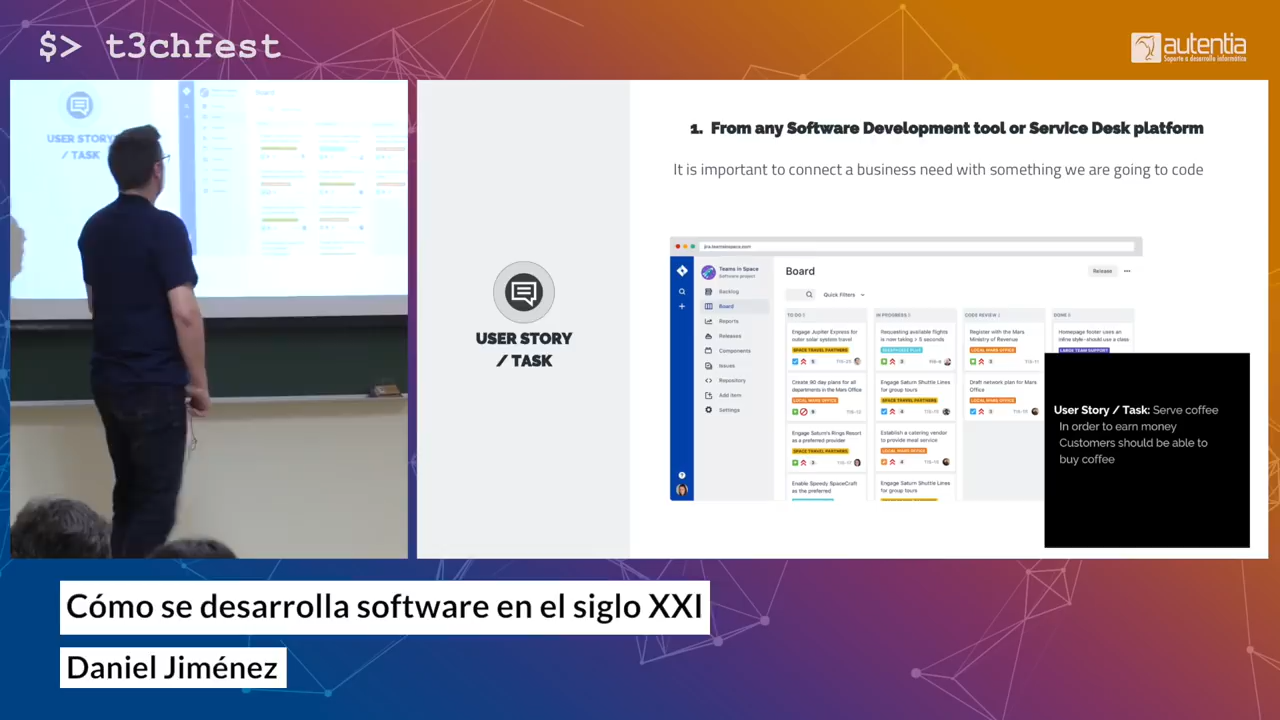 $> t3chfest
autentia
Soporte a desarrollo informático
USER STORY
/ TASK
USER STORY
/ TASK
1. From any Software Development tool or Service Desk platform
It is important to connect a business need with something we are going to code
jira.teamsinspace.com
Teams in Space
Software project
Backlog
Board
Reports
Releases
Components
Issues
Repository
Add item
Settings
Board
Release
Quick Filters
TO DO 5
Engage Jupiter Express for
outer solar system travel
SPACE TRAVEL PARTNERS
Create 90 day plans for all
departments in the Mars Office
LOCAL MARS OFFICE
Engage Saturn's Rings Resort
as a preferred provider
SPACE TRAVEL PARTNERS
Enable Speedy SpaceCraft
as the preferred
IN PROGRESS 5
Requesting available flights
is now taking > 5 seconds
SEESPACEEZ PLUS
Engage Saturn Shuttle Lines
for group tours
SPACE TRAVEL PARTNERS
Establish a catering vendor
to provide meal service
LOCAL MARS OFFICE
Engage Saturn Shuttle Lines
for group tours
CODE REVIEW 2
Register with the Mars
Ministry of Revenue
LOCAL MARS OFFICE
Draft network plan for Mars
Office
LOCAL MARS OFFICE
DONE 8
Homepage footer uses an
inline style-should use a class
LARGE TEAM SUPPORT
User Story / Task: Serve coffee
In order to earn money
Customers should be able to
buy coffee
Cómo se desarrolla software en el siglo XXI
Daniel Jiménez